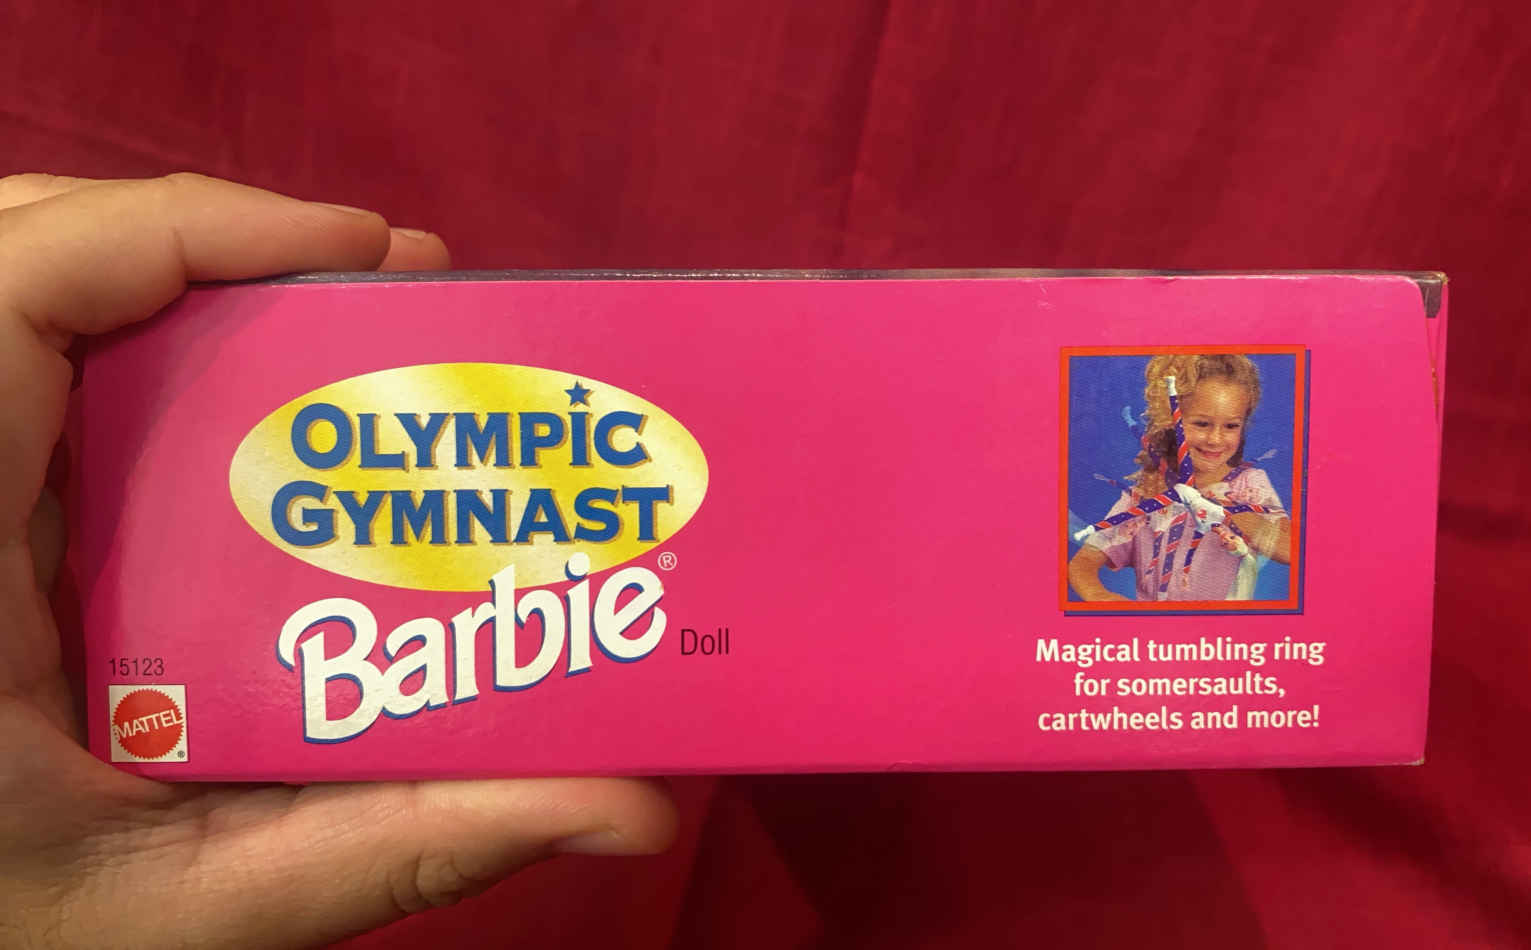 OLYMPIC
GYMNAST
Barbie®
Doll
15123
MATTEL®
Magical tumbling ring
for somersaults,
cartwheels and more!